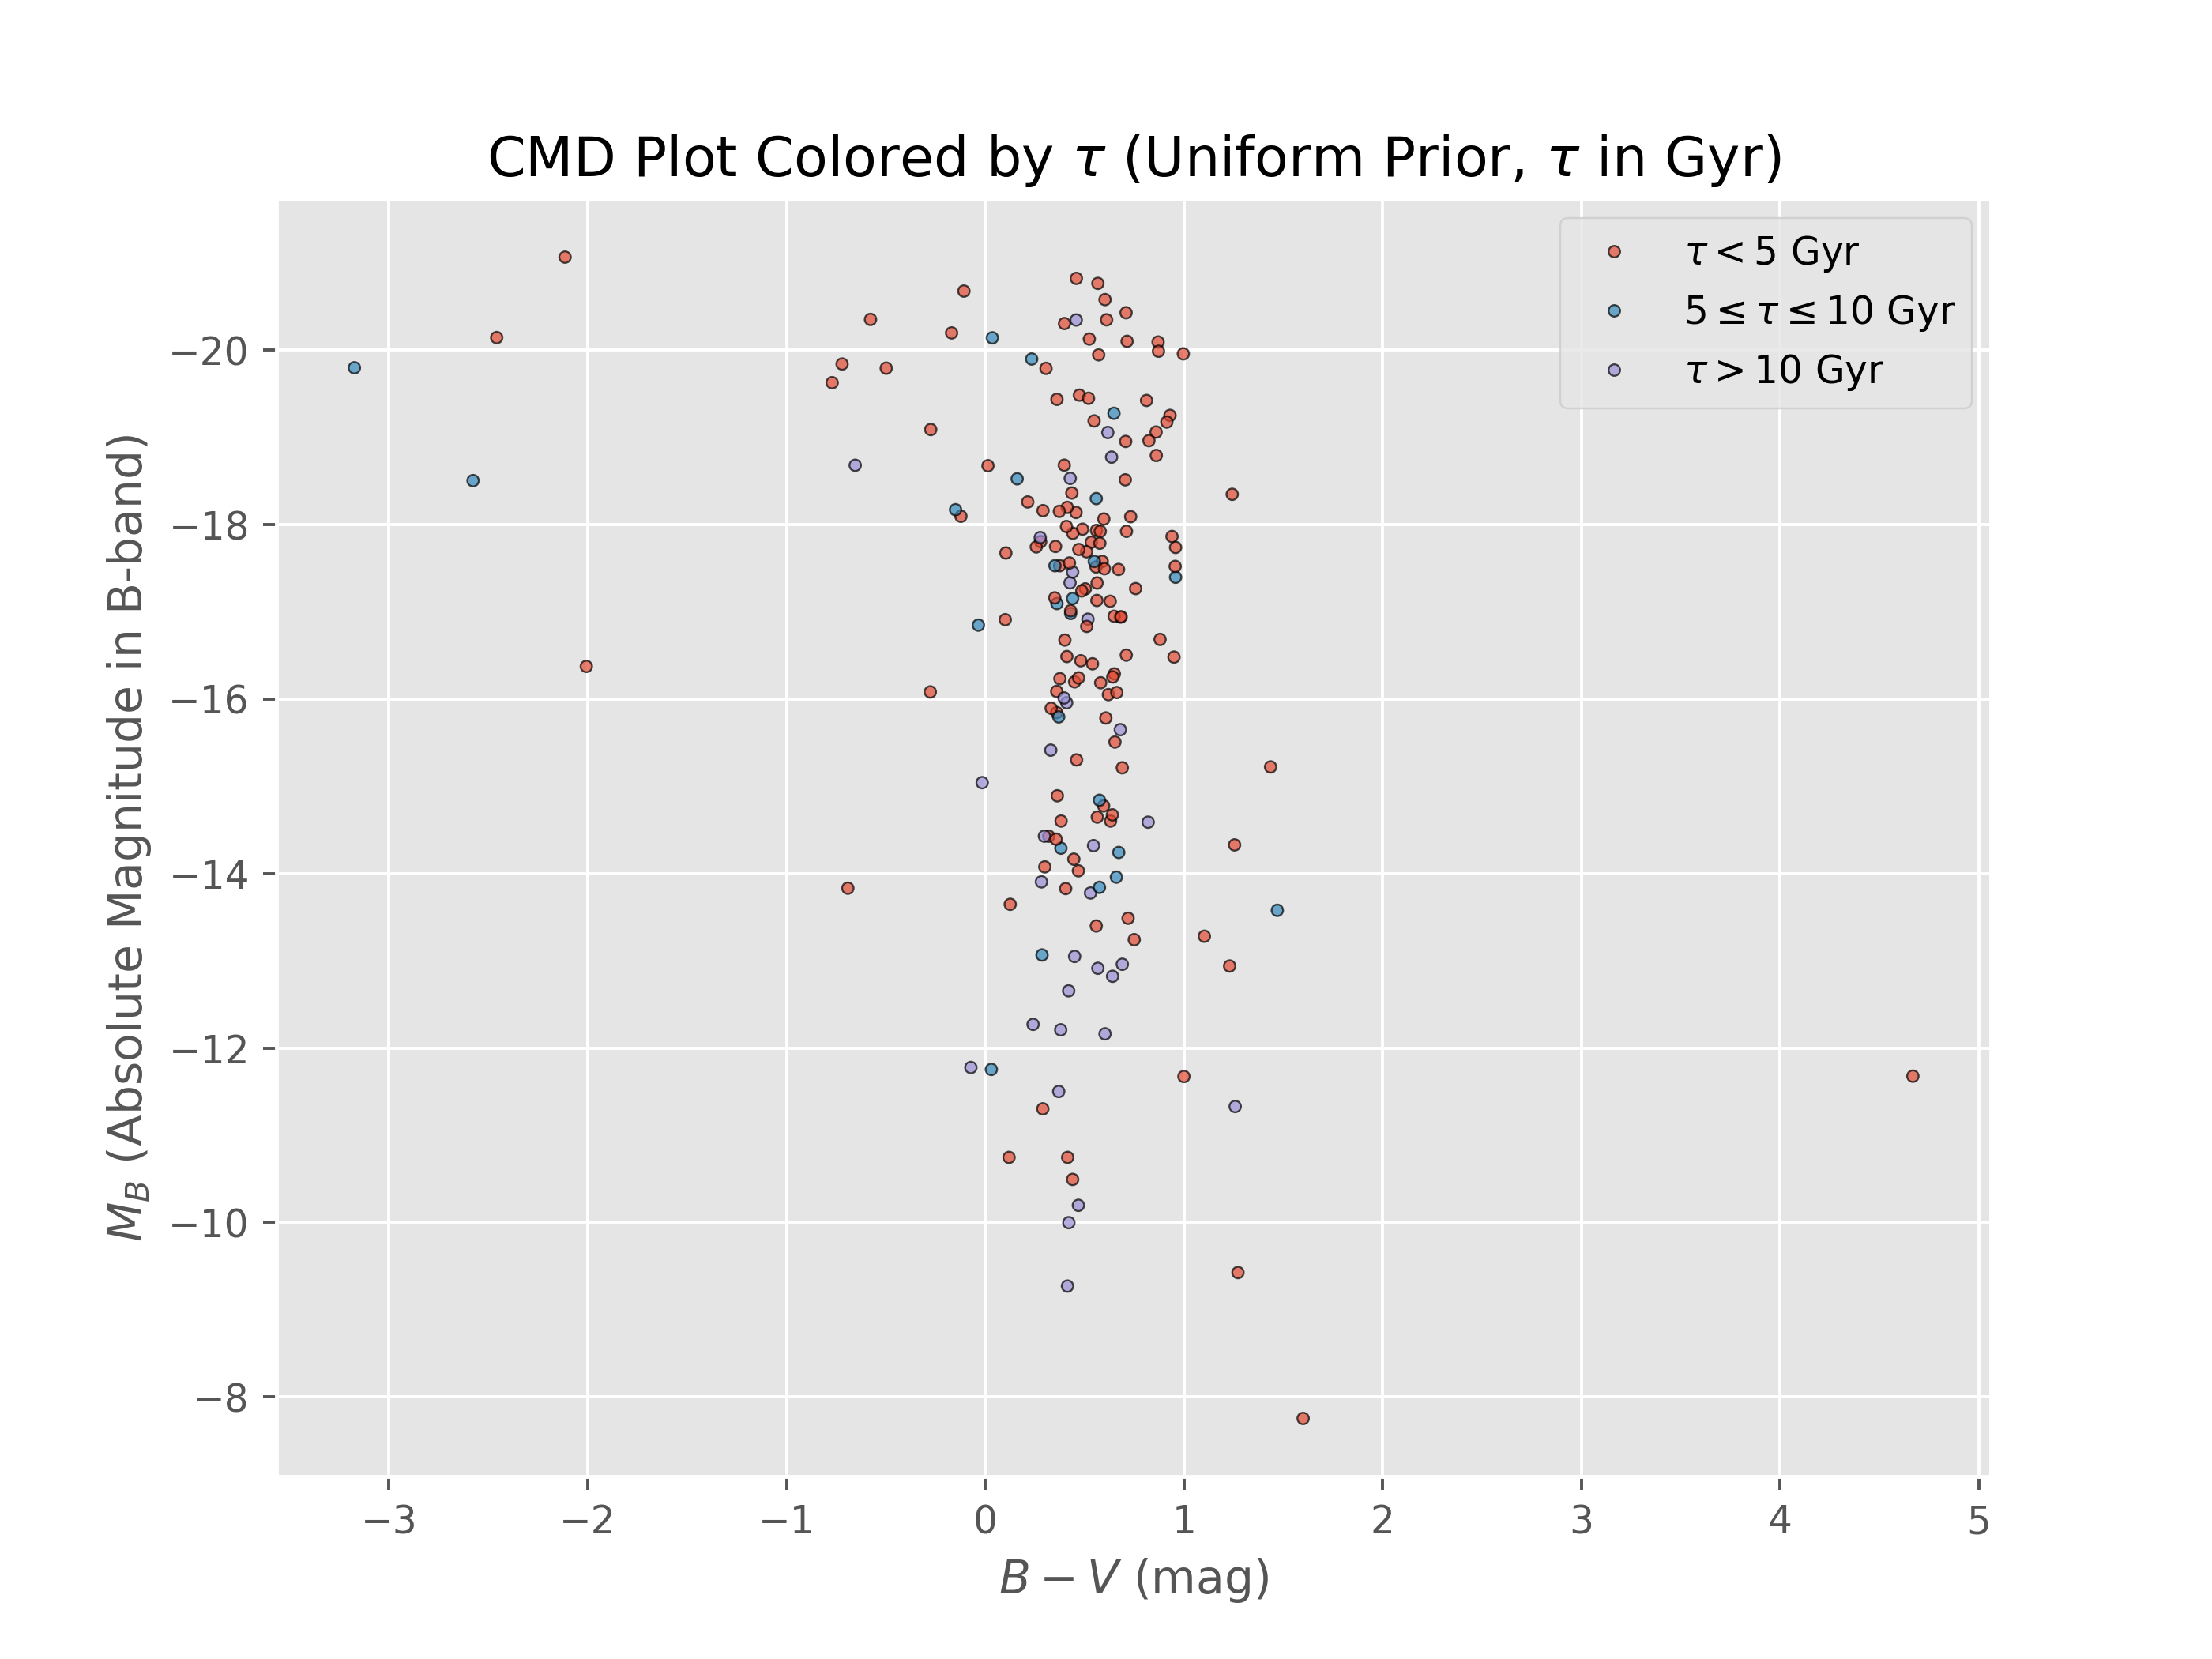 CMD Plot Colored by τ (Uniform Prior, τ in Gyr)
τ < 5 Gyr
5 ≤ τ ≤ 10 Gyr
τ > 10 Gyr
−20
−18
−16
−14
−12
−10
−8
M_B (Absolute Magnitude in B-band)
−3 −2 −1 0 1 2 3 4 5
B − V (mag)